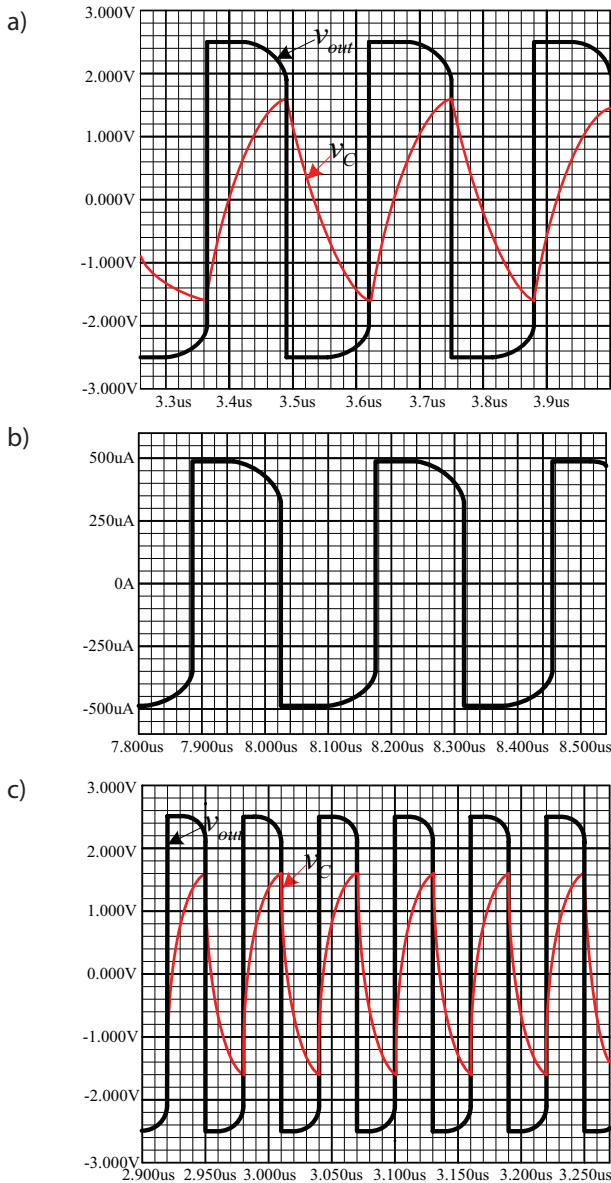 a)
3.000V
v_out
2.000V
1.000V
v_C
0.000V
-1.000V
-2.000V
-3.000V
3.3us 3.4us 3.5us 3.6us 3.7us 3.8us 3.9us
b)
500uA
250uA
0A
-250uA
-500uA
7.800us 7.900us 8.000us 8.100us 8.200us 8.300us 8.400us 8.500us
c)
3.000V
v_out
2.000V
v_C
1.000V
0.000V
-1.000V
-2.000V
-3.000V
2.900us 2.950us 3.000us 3.050us 3.100us 3.150us 3.200us 3.250us